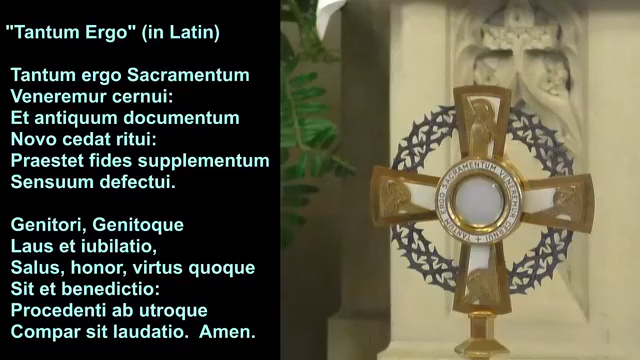 "Tantum Ergo" (in Latin)
Tantum ergo Sacramentum
Veneremur cernui:
Et antiquum documentum
Novo cedat ritui:
Praestet fides supplementum
Sensuum defectui.
Genitori, Genitoque
Laus et iubilatio,
Salus, honor, virtus quoque
Sit et benedictio:
Procedenti ab utroque
Compar sit laudatio.  Amen.
+ TANTUM ERGO SACRAMENTUM VENEREMUR CERNUI